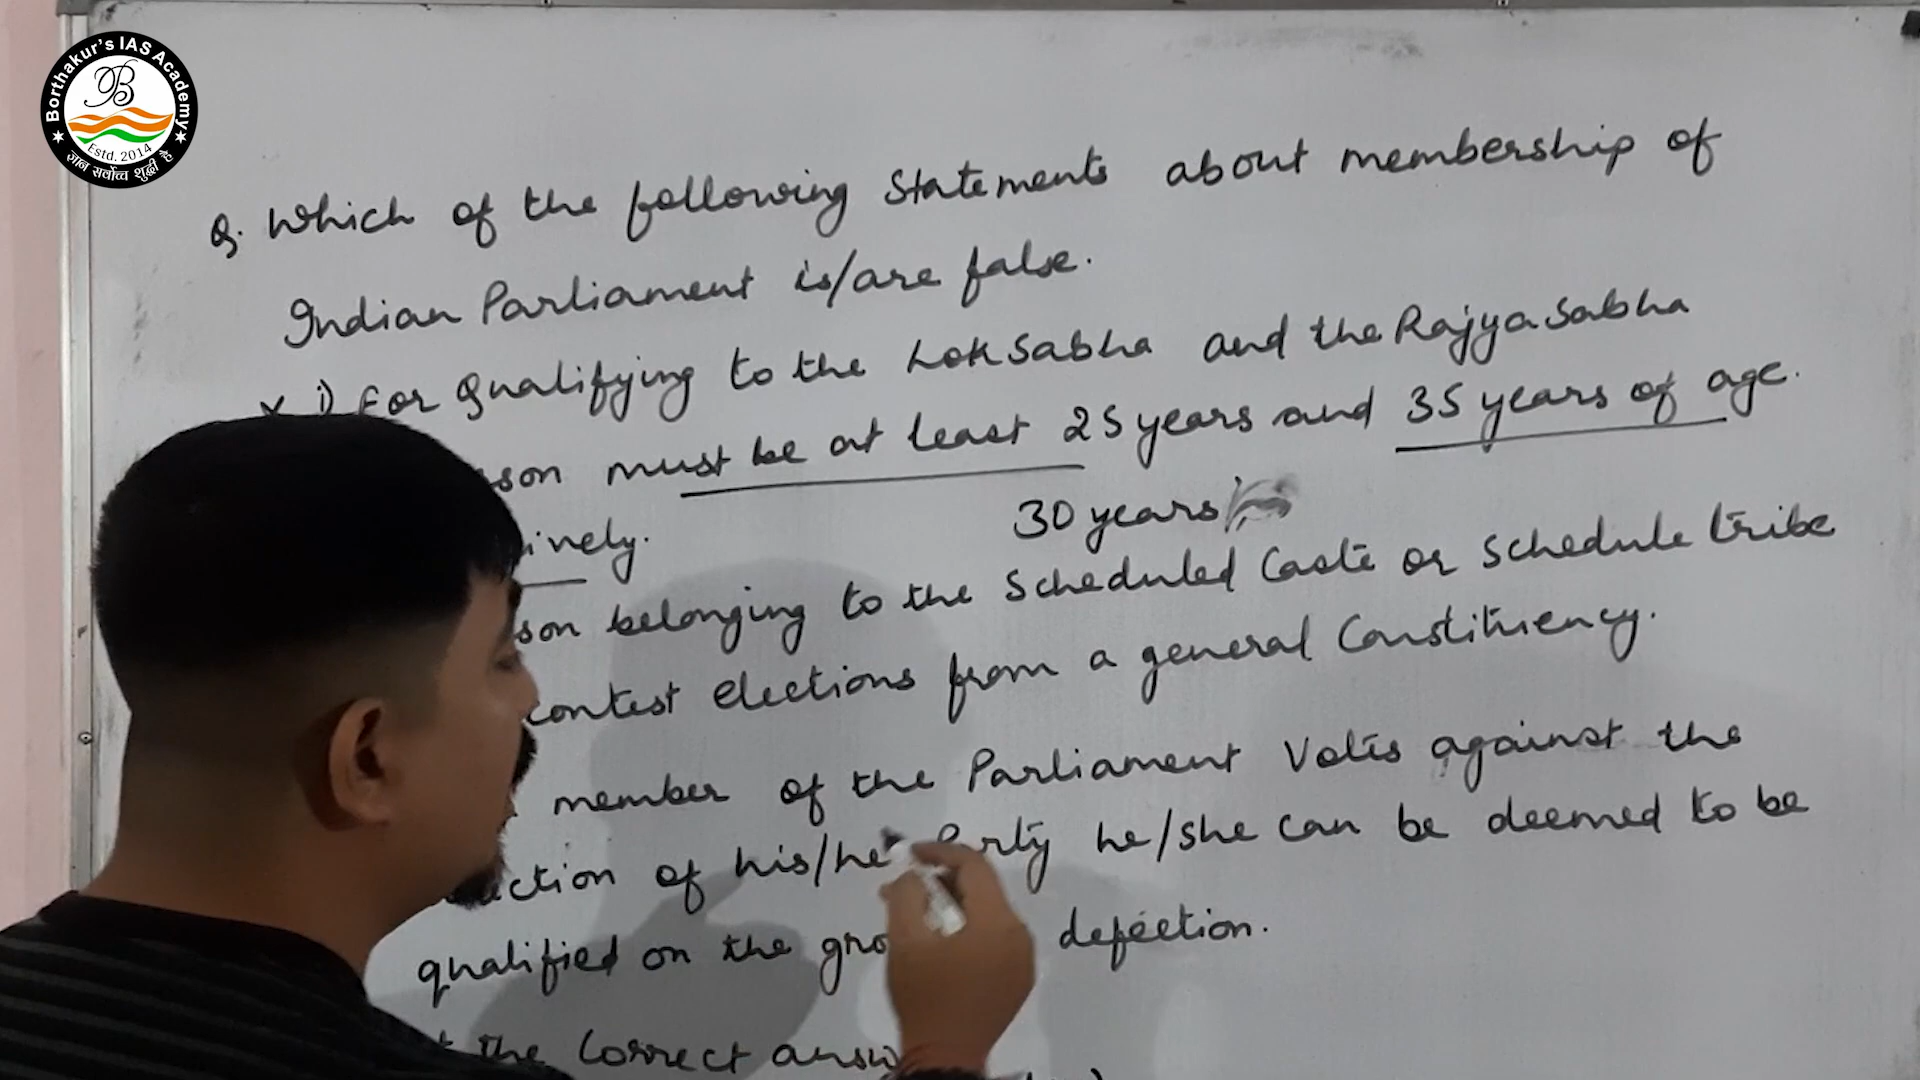 Borthakur's IAS Academy
B
Estd. 2014
ज्ञान सर्वोच्च शुद्धी है
Q. Which of the following Statements about membership of
Indian Parliament is/are false.
x i) For Qualifying to the LokSabha and the RajyaSabha
son must be at least 25 years and 35 years of age.
ively. 30 years
son belonging to the Scheduled Caste or Schedule tribe
contest elections from a general Constituency.
member of the Parliament Votes against the
ction of his/her Party he/she can be deemed to be
qualified on the gro defection.
the Correct answ